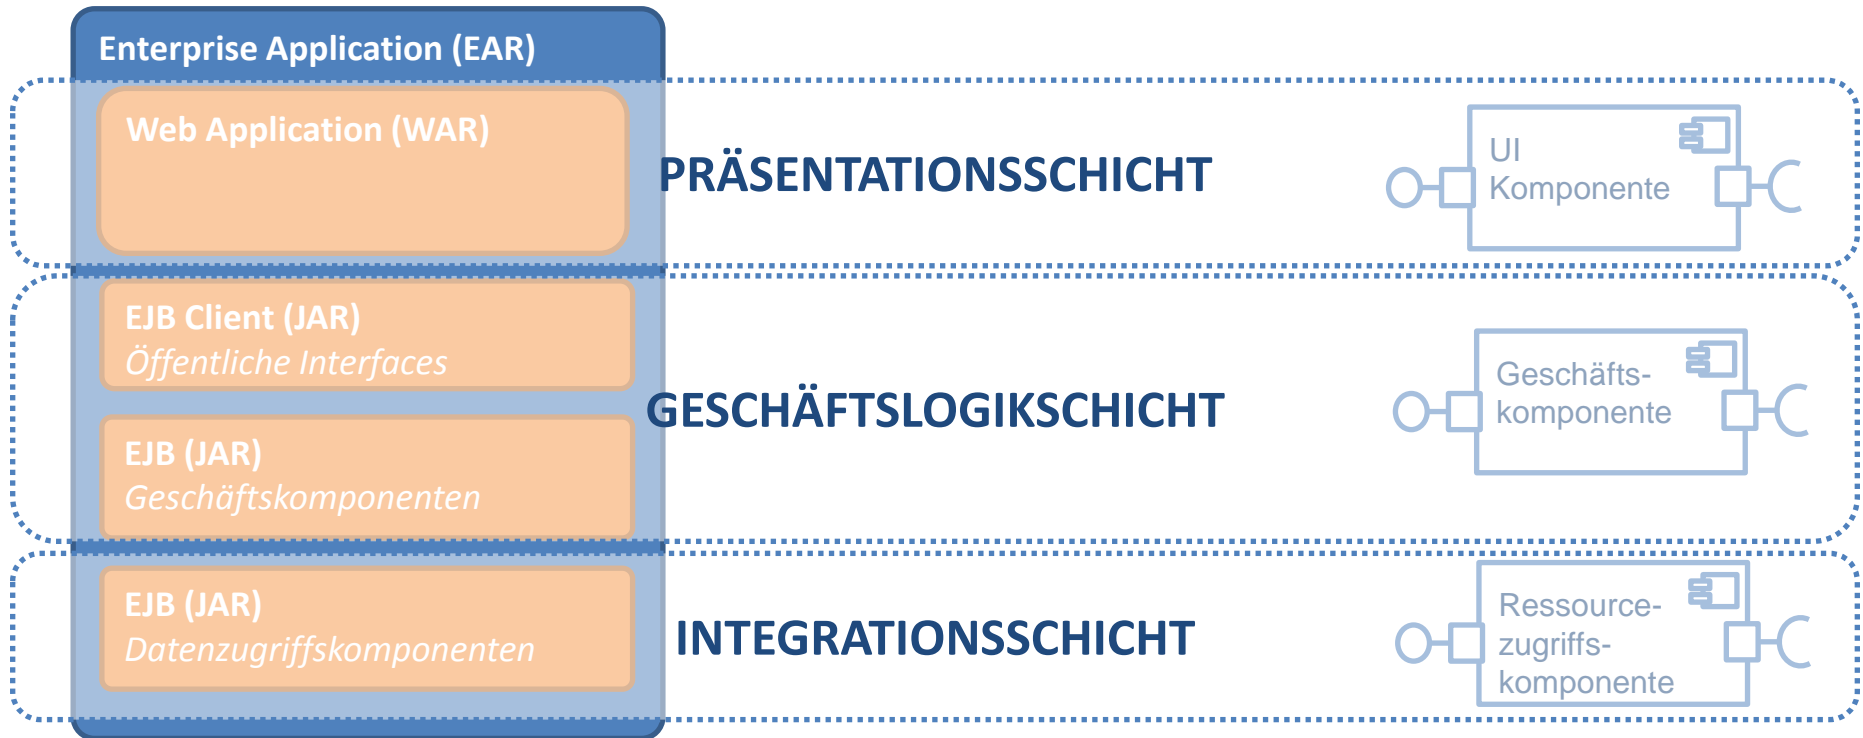 Enterprise Application (EAR)
Web Application (WAR)
PRÄSENTATIONSSCHICHT
UI
Komponente
EJB Client (JAR)
Öffentliche Interfaces
EJB (JAR)
Geschäftskomponenten
GESCHÄFTSLOGIKSCHICHT
Geschäfts-
komponente
EJB (JAR)
Datenzugriffskomponenten
INTEGRATIONSSCHICHT
Ressource-
zugriffs-
komponente